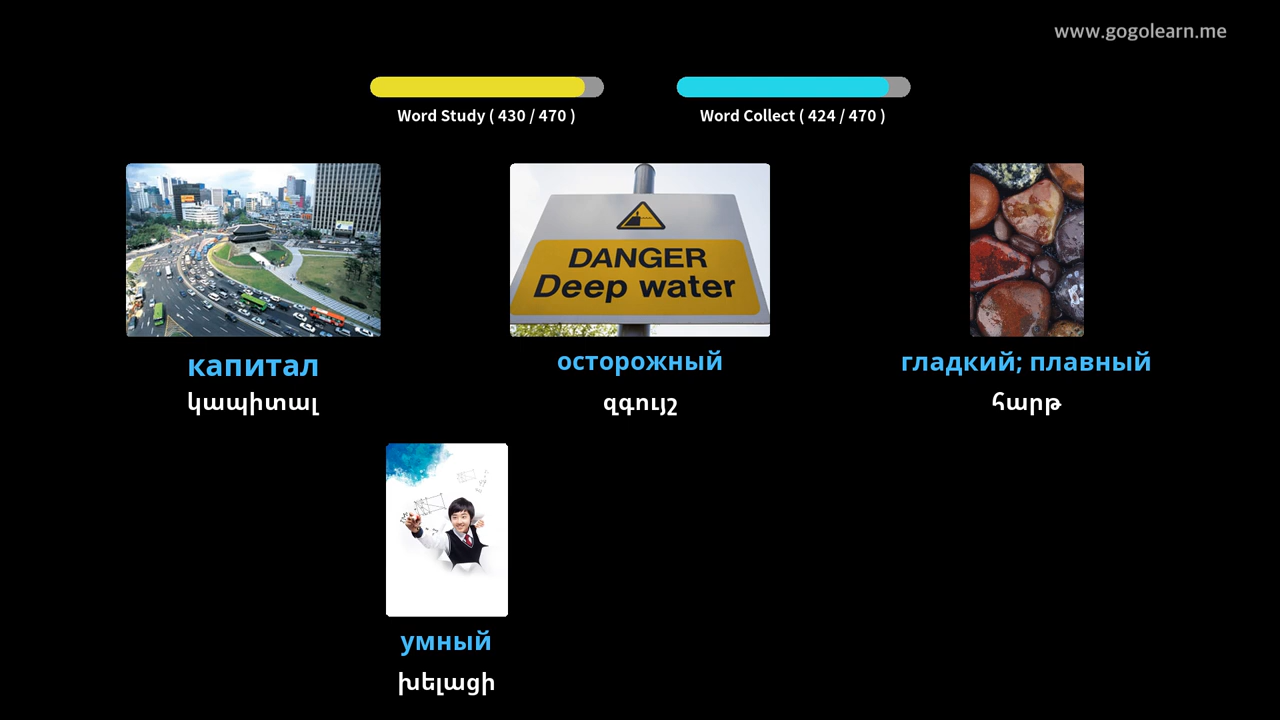 www.gogolearn.me
Word Study ( 430 / 470 )
Word Collect ( 424 / 470 )
DANGER
Deep water
капитал
կապիտալ
осторожный
զգույշ
гладкий; плавный
հարթ
умный
խելացի